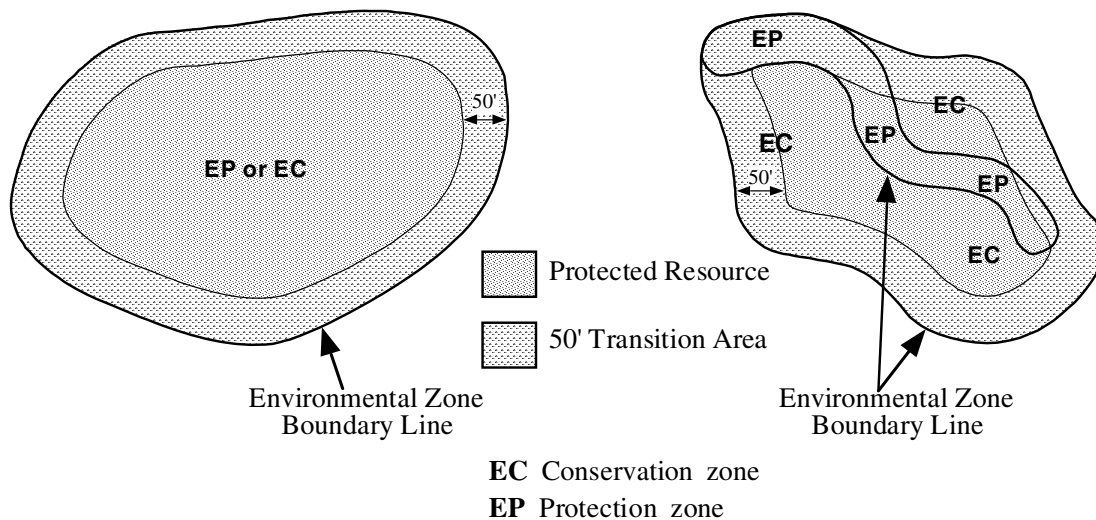 EP
50'
EC
EP or EC
EP
EC
50'
EP
EC
Protected Resource
50' Transition Area
Environmental Zone
Boundary Line
Environmental Zone
Boundary Line
EC Conservation zone
EP Protection zone